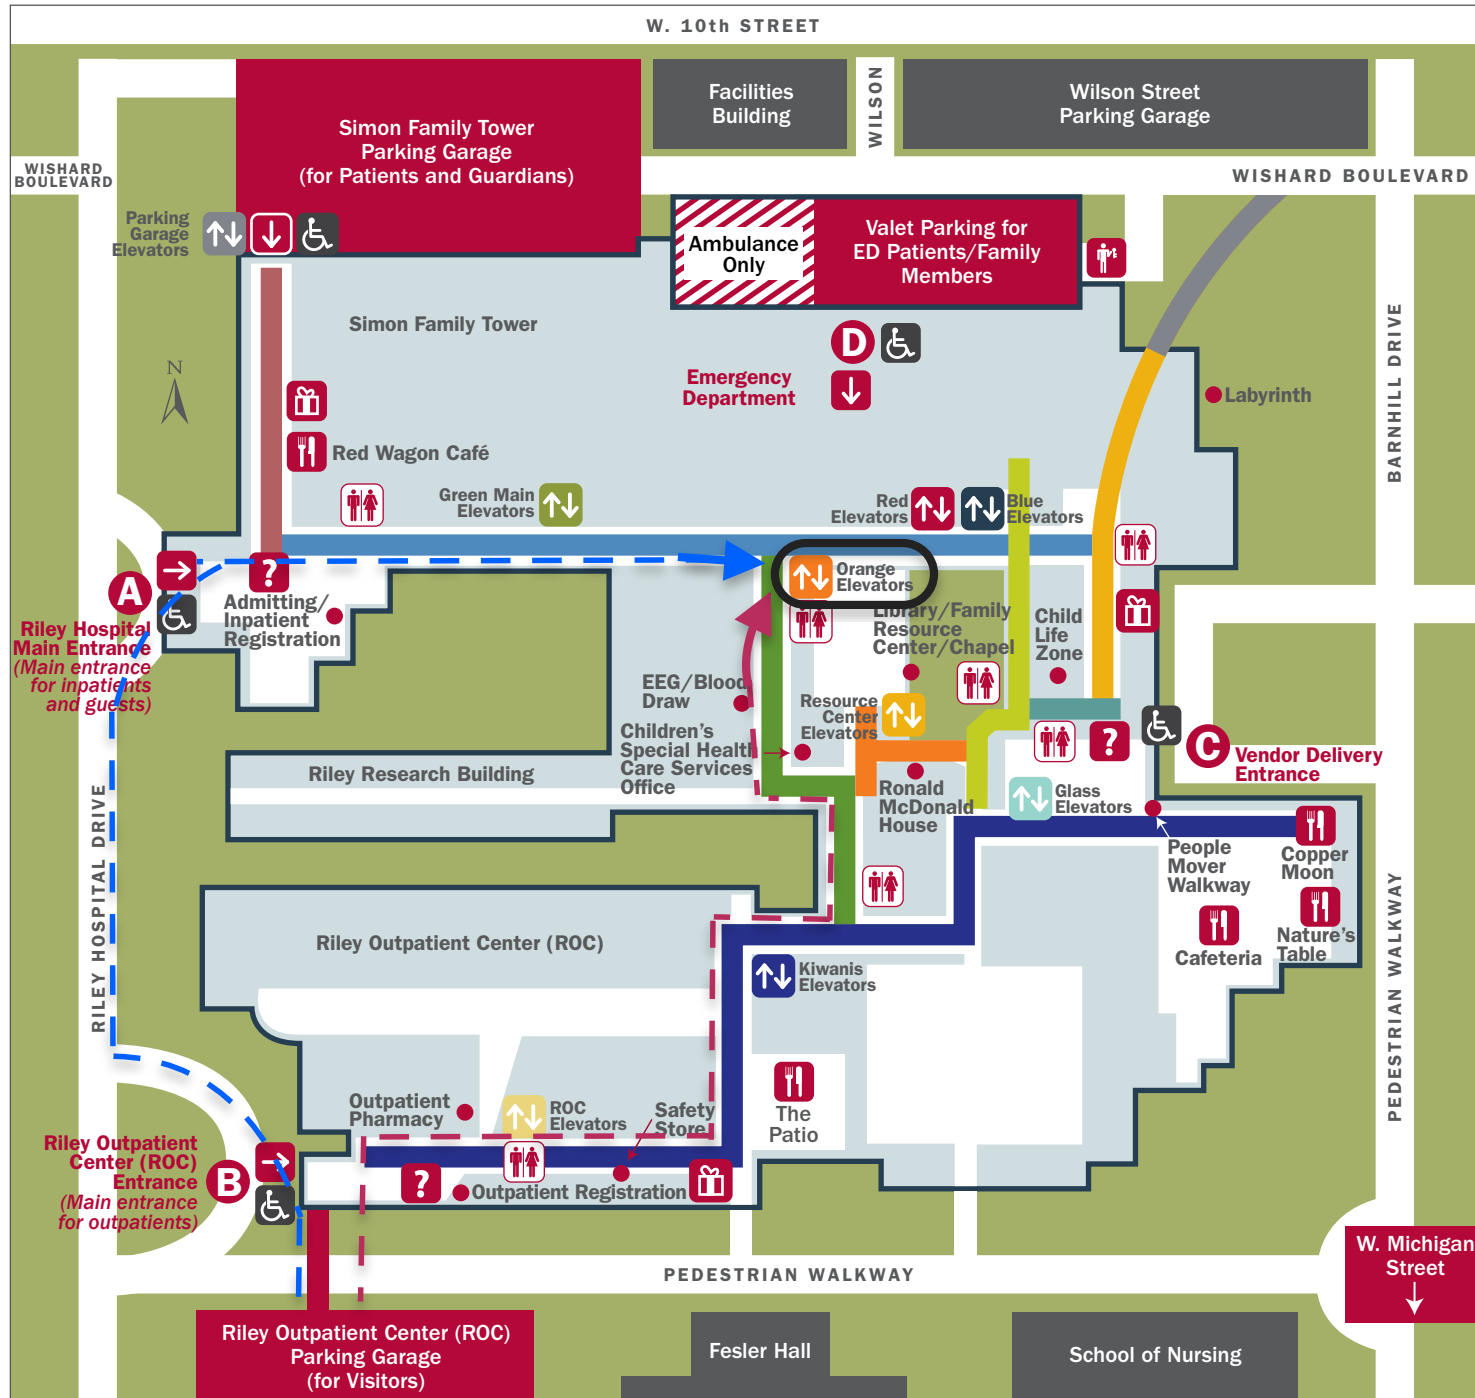 W. 10th STREET
Simon Family Tower
Parking Garage
(for Patients and Guardians)
Facilities
Building
WILSON
Wilson Street
Parking Garage
WISHARD
BOULEVARD
WISHARD BOULEVARD
Parking
Garage
Elevators
Ambulance
Only
Valet Parking for
ED Patients/Family
Members
Simon Family Tower
D
Emergency
Department
N
Labyrinth
BARNHILL DRIVE
Red Wagon Café
Green Main
Elevators
Red
Elevators
Blue
Elevators
A
?
Orange
Elevators
Admitting/
Inpatient
Registration
Riley Hospital
Main Entrance
(Main entrance
for inpatients
and guests)
Library/Family
Resource
Center/Chapel
Child
Life
Zone
EEG/Blood
Draw
Resource
Center
Elevators
Children's
Special Health
Care Services
Office
?
C
Vendor Delivery
Entrance
Riley Research Building
Ronald
McDonald
House
Glass
Elevators
People
Mover
Walkway
Copper
Moon
RILEY HOSPITAL DRIVE
Riley Outpatient Center (ROC)
Cafeteria
Nature's
Table
PEDESTRIAN WALKWAY
Kiwanis
Elevators
Outpatient
Pharmacy
ROC
Elevators
Safety
Store
The
Patio
Riley Outpatient
Center (ROC)
Entrance
(Main entrance
for outpatients)
B
?
Outpatient Registration
PEDESTRIAN WALKWAY
W. Michigan
Street
Riley Outpatient Center (ROC)
Parking Garage
(for Visitors)
Fesler Hall
School of Nursing